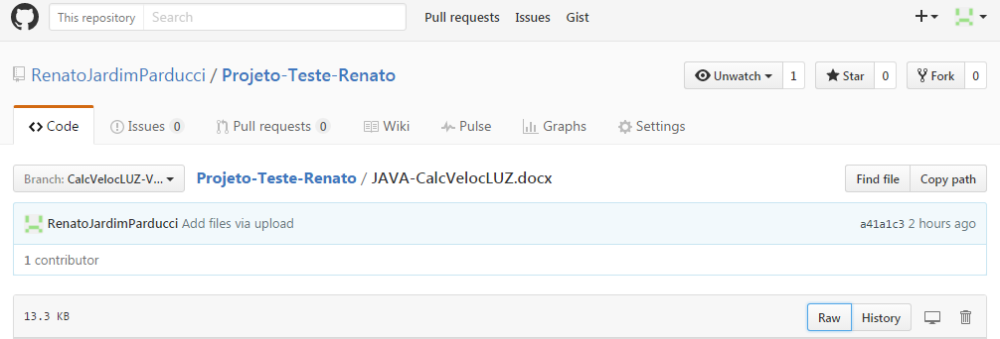 This repository Search Pull requests Issues Gist
RenatoJardimParducci / Projeto-Teste-Renato Unwatch 1 Star 0 Fork 0
Code Issues 0 Pull requests 0 Wiki Pulse Graphs Settings
Branch: CalcVelocLUZ-V... Projeto-Teste-Renato / JAVA-CalcVelocLUZ.docx Find file Copy path
RenatoJardimParducci Add files via upload a41a1c3 2 hours ago
1 contributor
13.3 KB Raw History